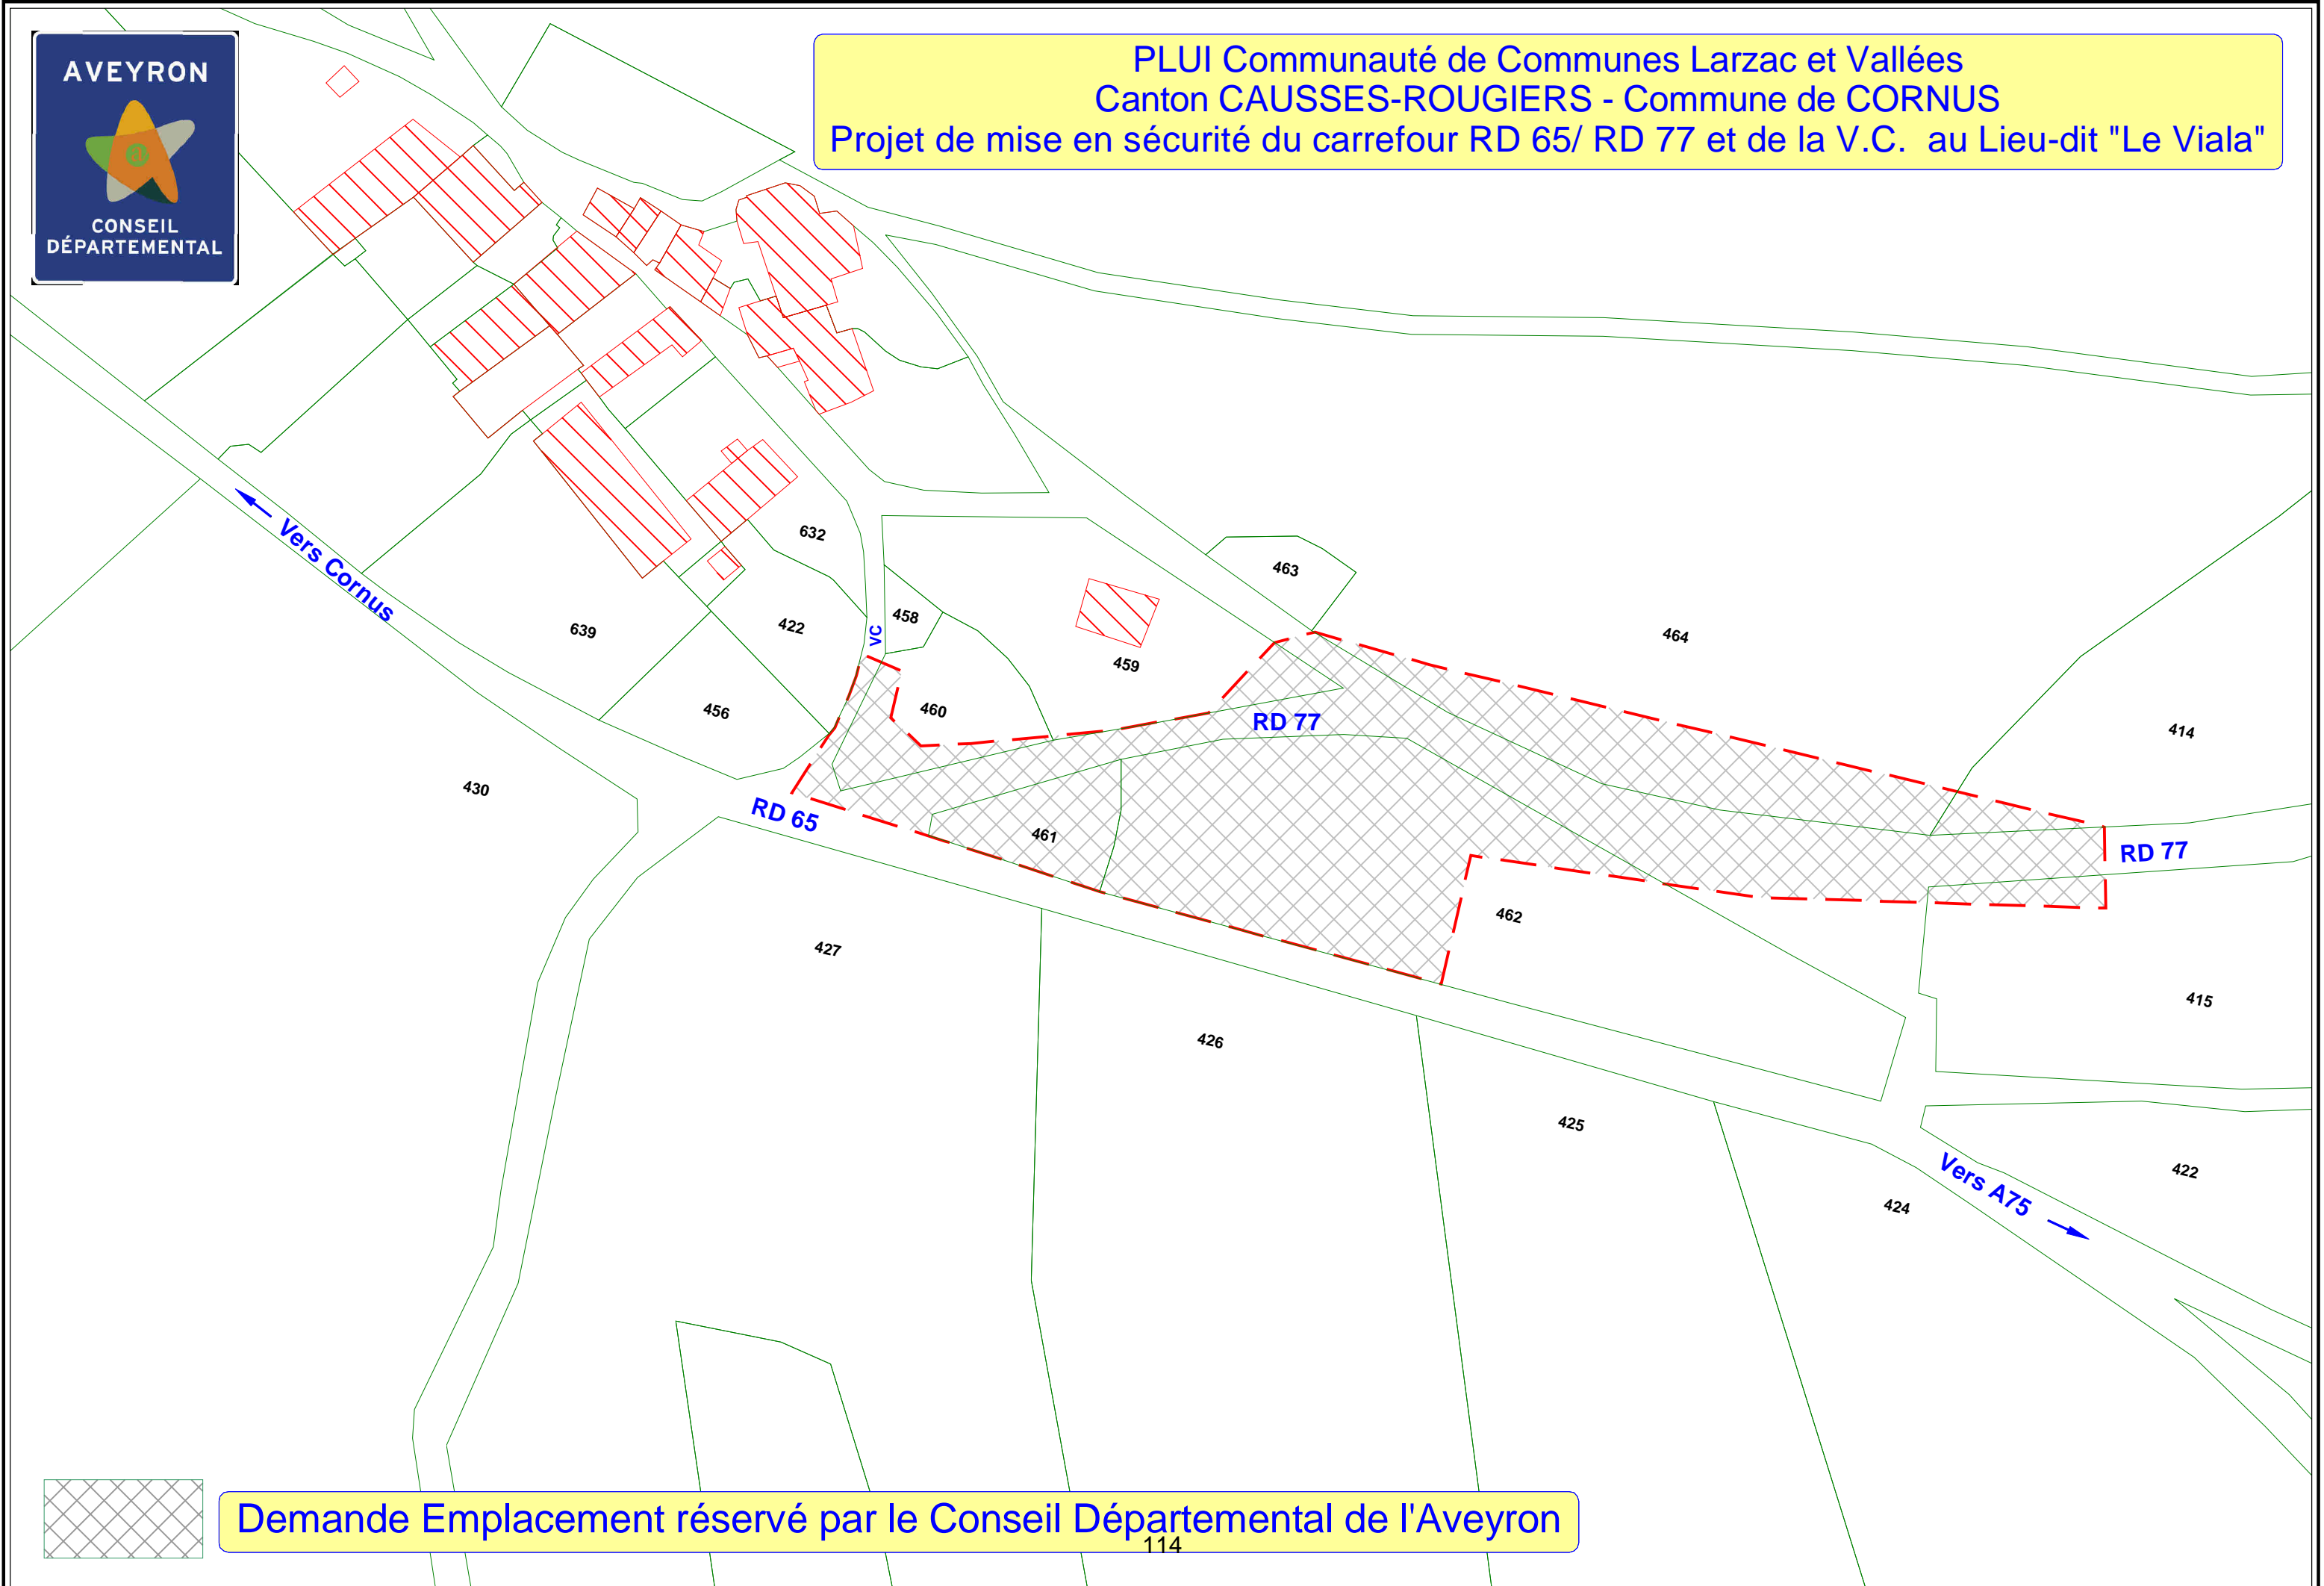 AVEYRON
CONSEIL
DÉPARTEMENTAL
PLUI Communauté de Communes Larzac et Vallées
Canton CAUSSES-ROUGIERS - Commune de CORNUS
Projet de mise en sécurité du carrefour RD 65/ RD 77 et de la V.C. au Lieu-dit "Le Viala"
Vers Cornus
632
463
458
422
VC
639
464
459
456
460
RD 77
414
430
RD 65
461
RD 77
462
427
415
426
425
Vers A75
422
424
Demande Emplacement réservé par le Conseil Départemental de l'Aveyron
114